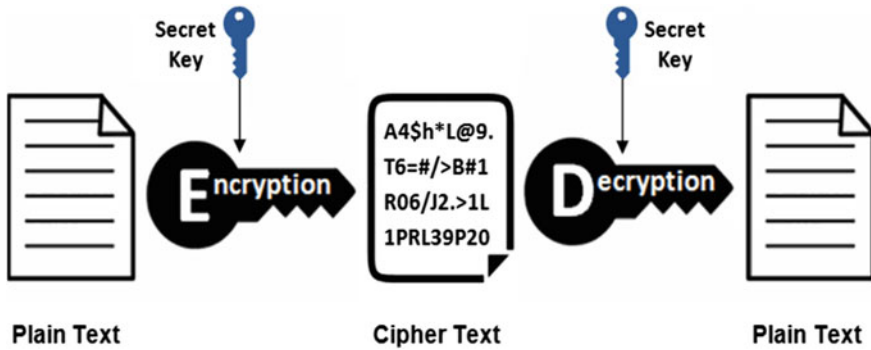 Secret
Key
Secret
Key
Encryption
A4$h*L@9.
T6=#/>B#1
R06/J2.>1L
1PRL39P20
Decryption
Plain Text
Cipher Text
Plain Text